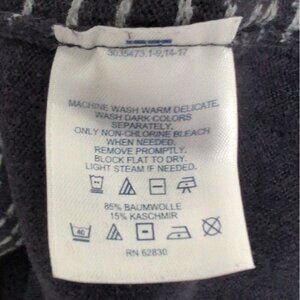 3035473.1-9,14-17
MACHINE WASH WARM DELICATE.
WASH DARK COLORS
SEPARATELY.
ONLY NON-CHLORINE BLEACH
WHEN NEEDED.
REMOVE PROMPTLY.
BLOCK FLAT TO DRY.
LIGHT STEAM IF NEEDED.
85% BAUMWOLLE
15% KASCHMIR
40
RN 62830